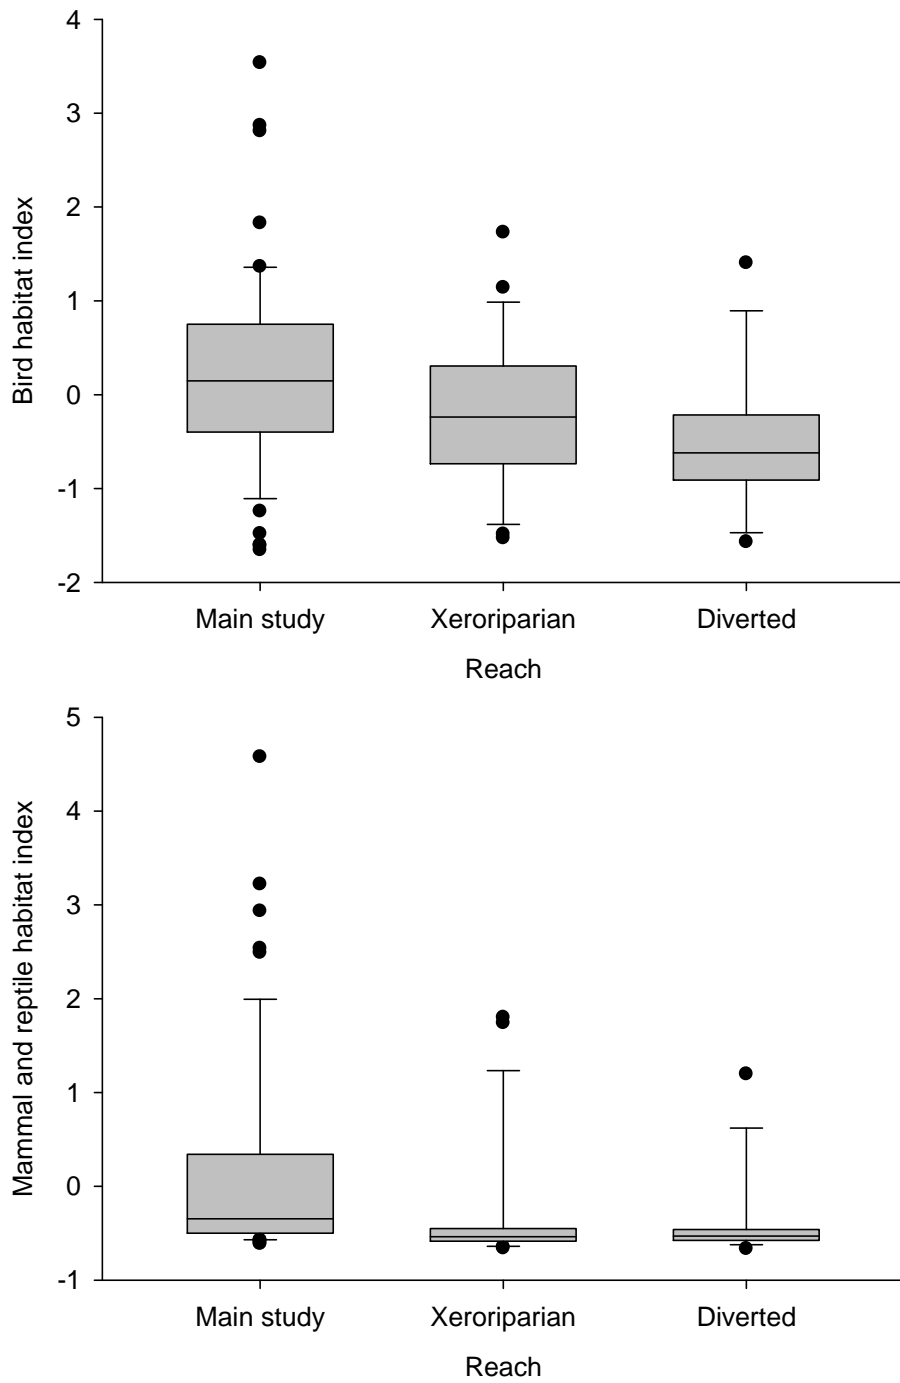 4
3
2
1
0
-1
-2
Bird habitat index
Main study
Xeroriparian
Diverted
Reach
5
4
3
2
1
0
-1
Mammal and reptile habitat index
Main study
Xeroriparian
Diverted
Reach